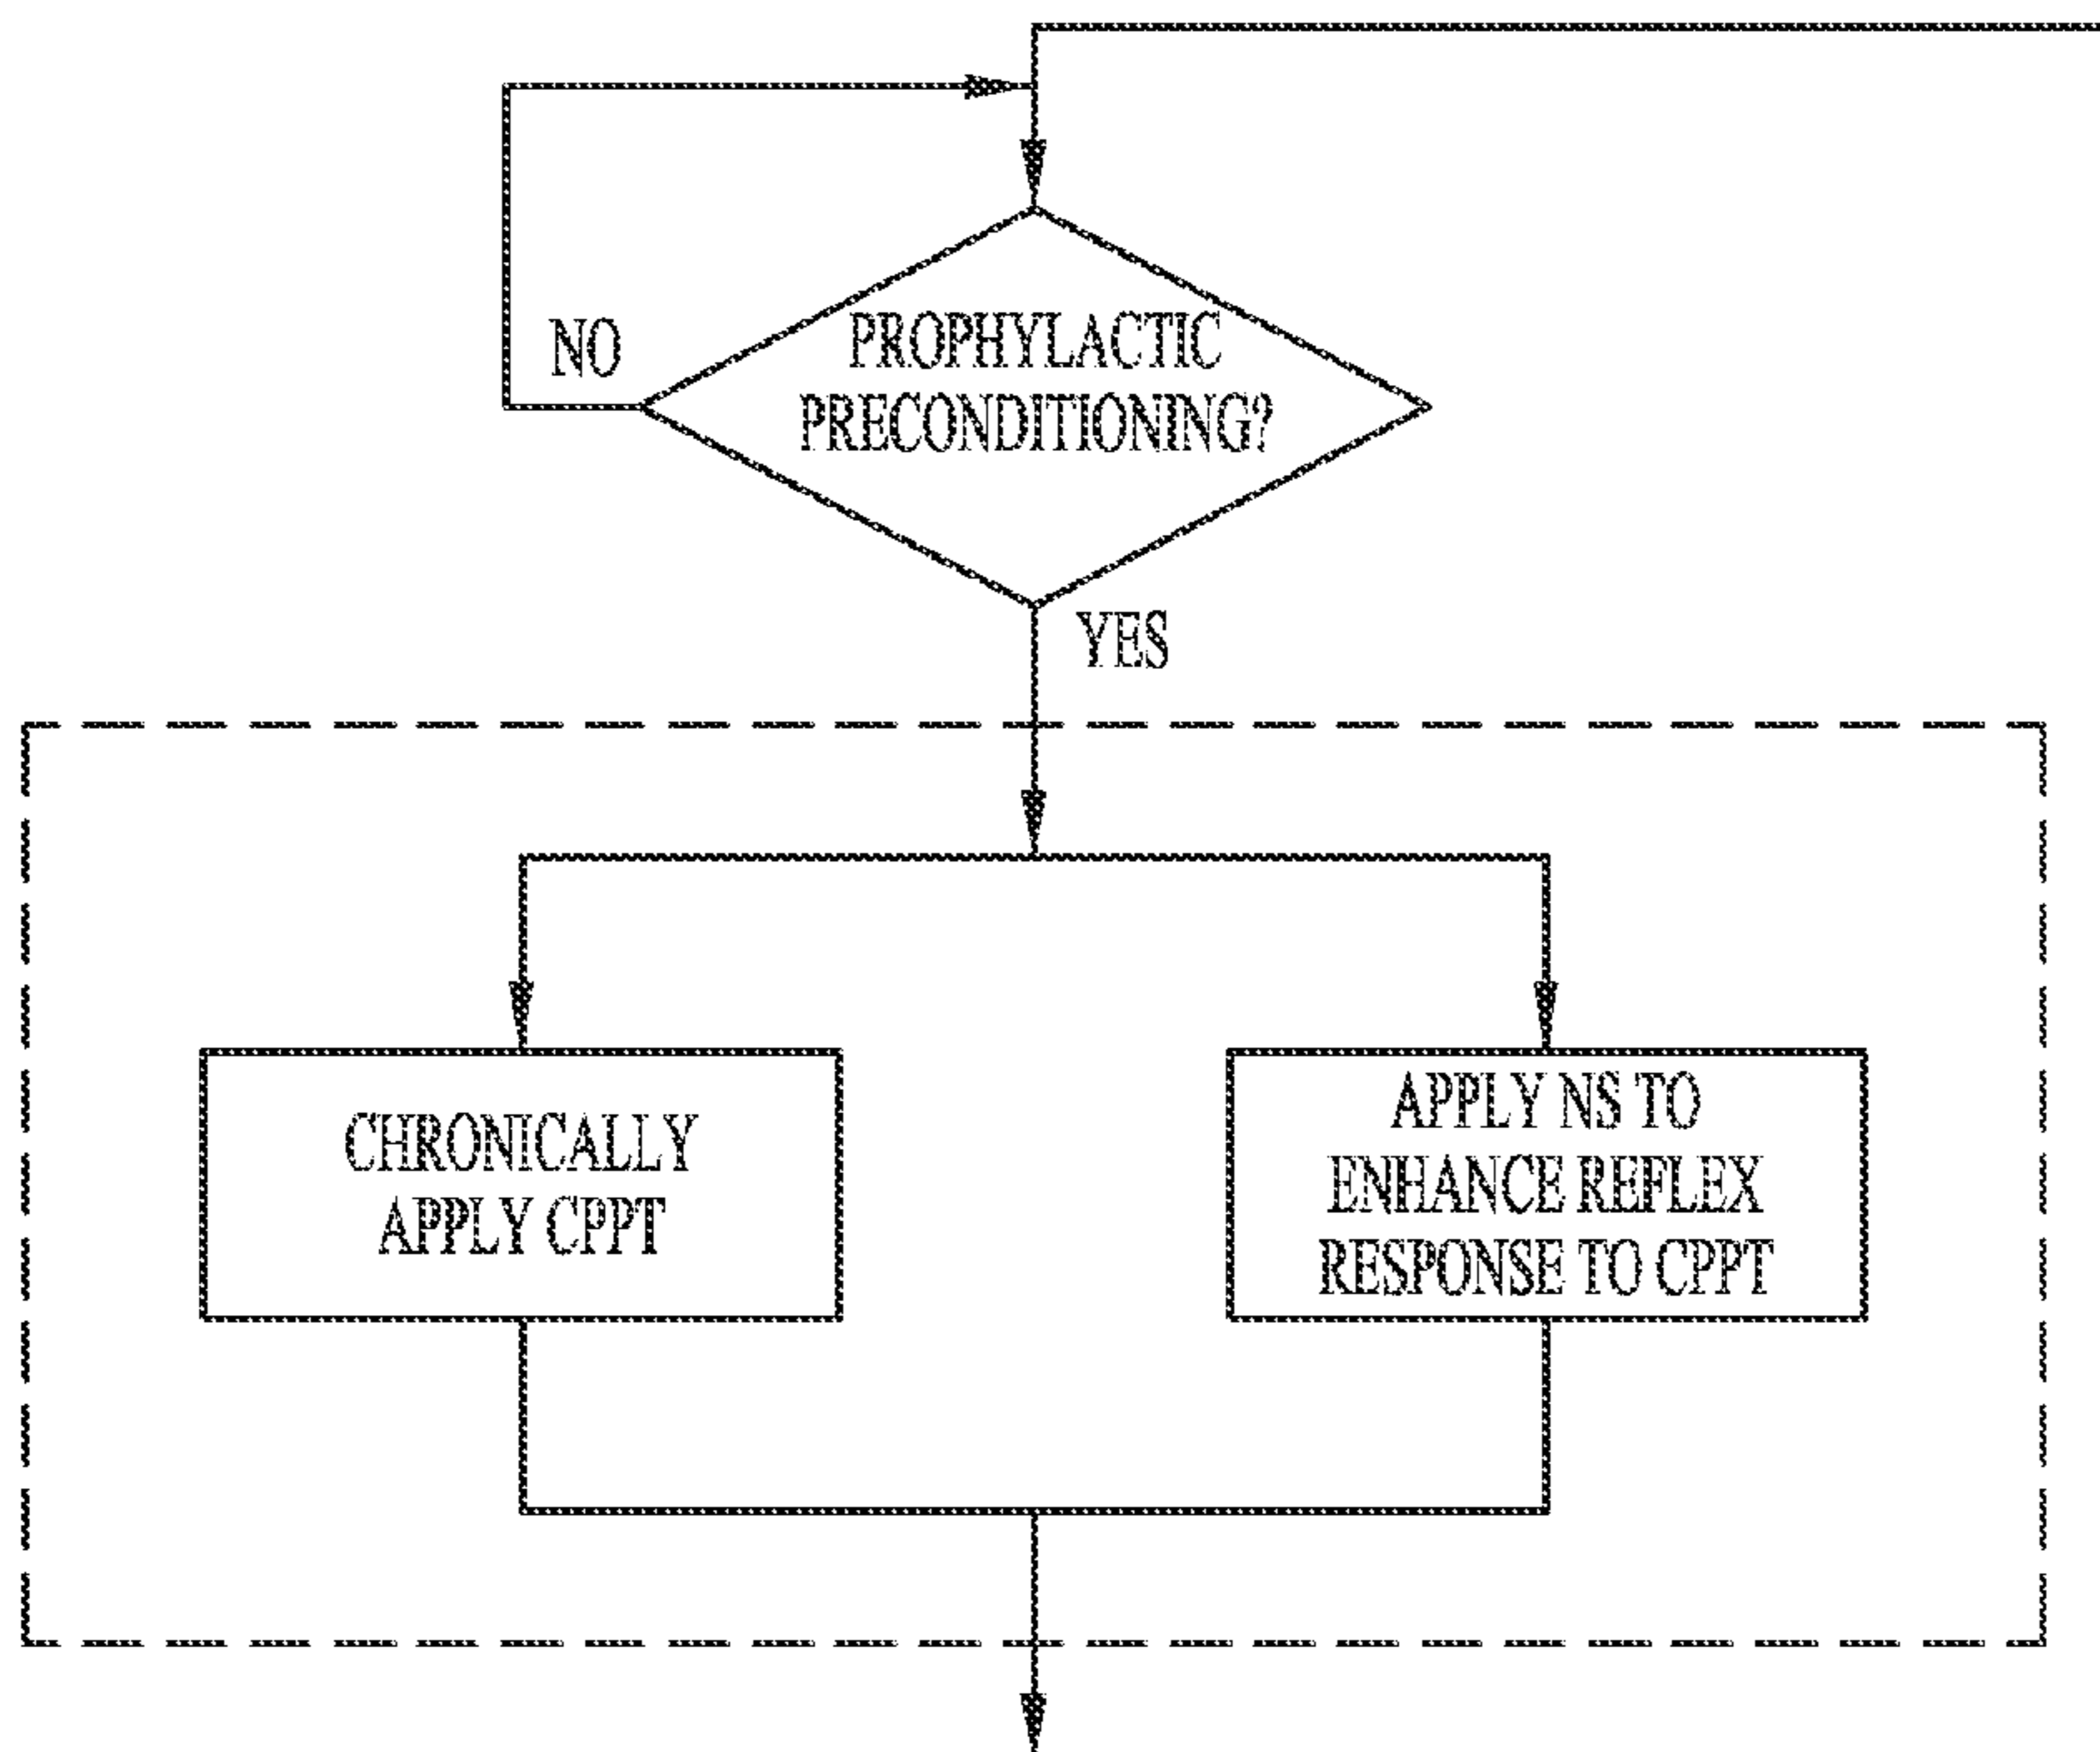 PROPHYLACTIC
PRECONDITIONING?
NO
YES
CHRONICALLY
APPLY CPPT
APPLY NS TO
ENHANCE REFLEX
RESPONSE TO CPPT